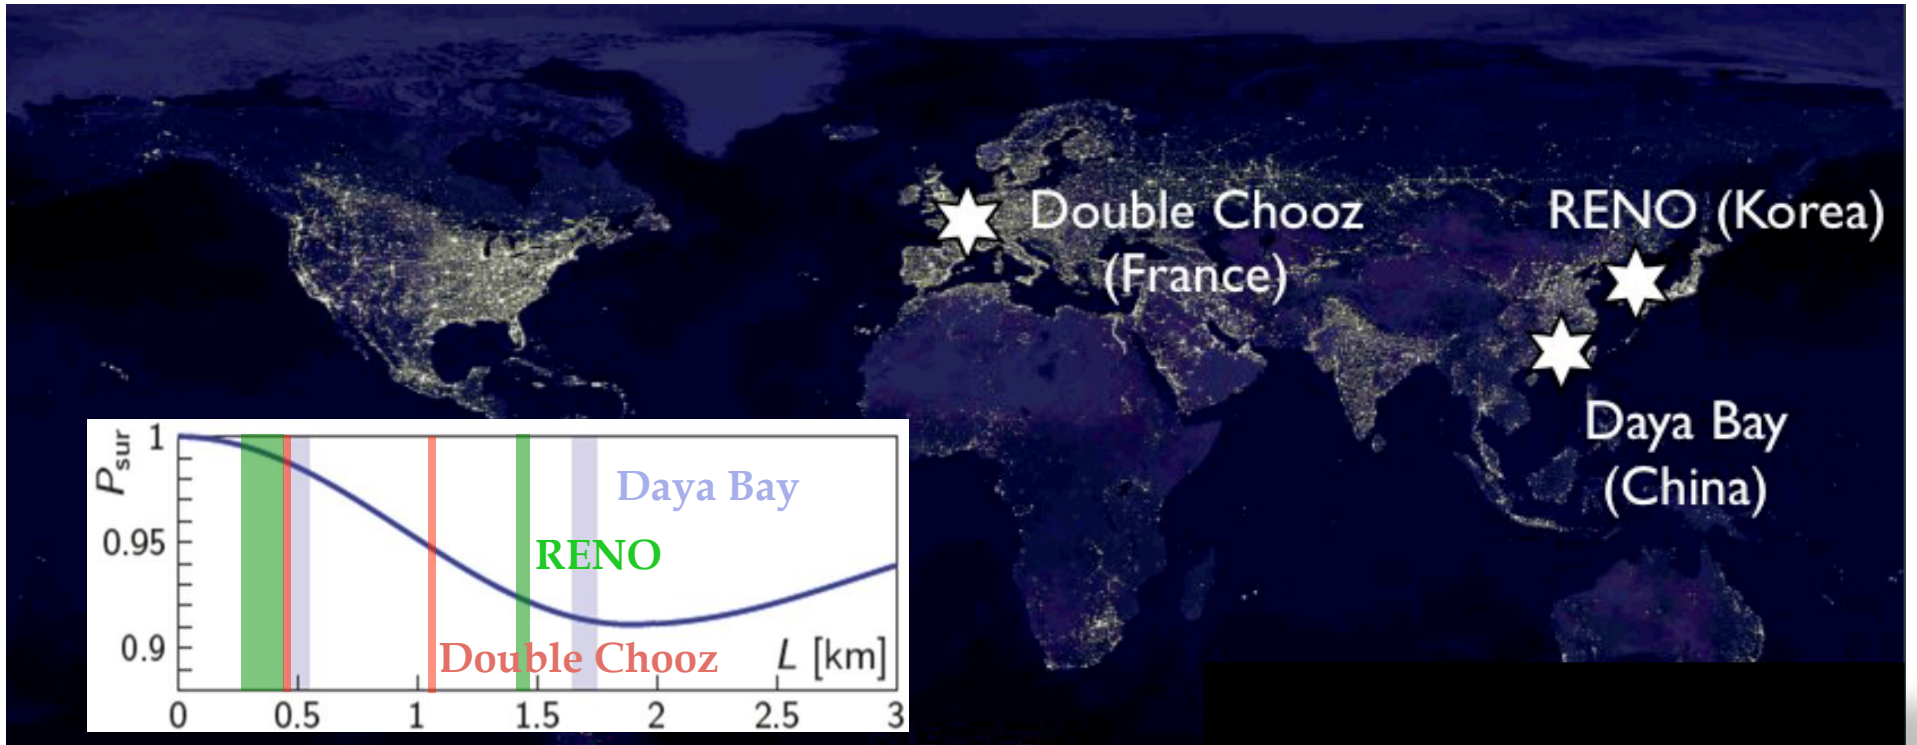 Double Chooz
(France)
RENO (Korea)
Daya Bay
(China)
P sur
1
0.95
0.9
Daya Bay
RENO
Double Chooz
L [km]
0 0.5 1 1.5 2 2.5 3